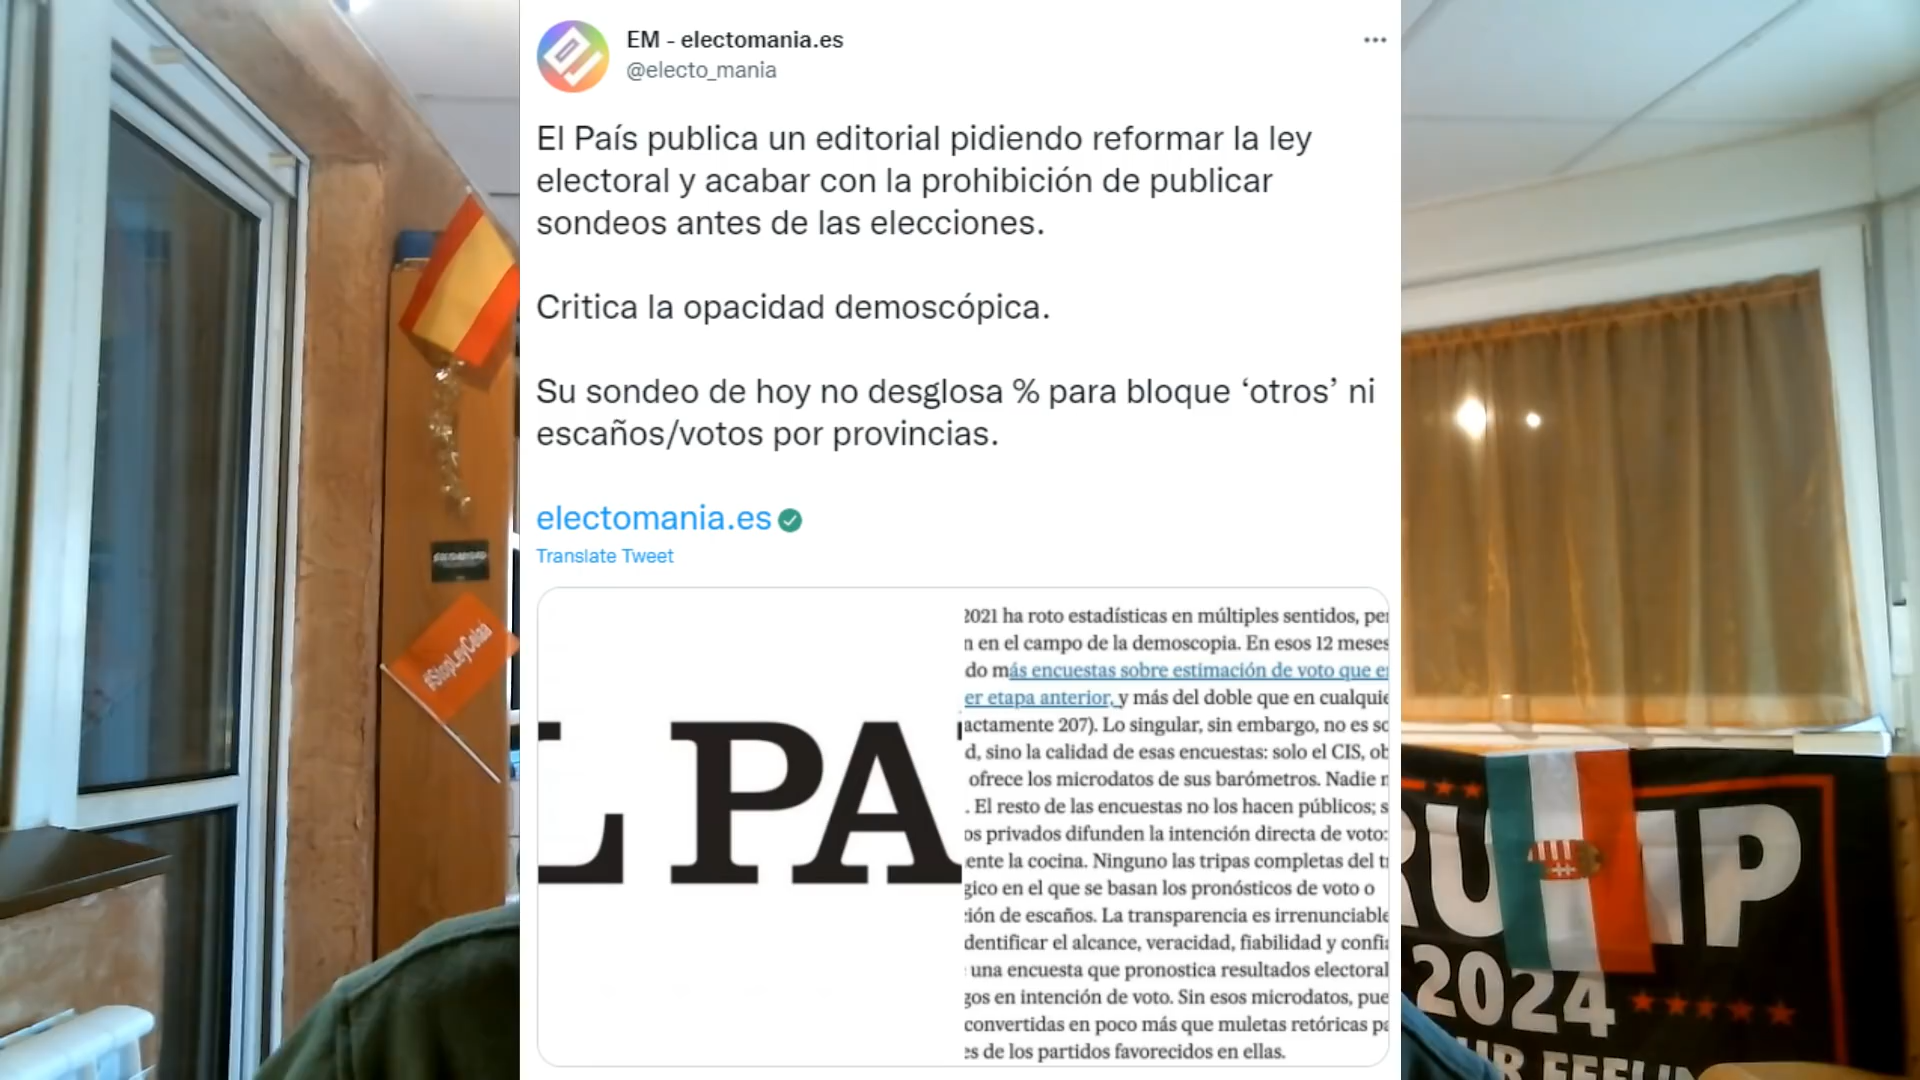 EM - electomania.es
@electo_mania
El País publica un editorial pidiendo reformar la ley
electoral y acabar con la prohibición de publicar
sondeos antes de las elecciones.
Critica la opacidad demoscópica.
Su sondeo de hoy no desglosa % para bloque ‘otros’ ni
escaños/votos por provincias.
electomania.es
Translate Tweet
L PA
2021 ha roto estadísticas en múltiples sentidos, per
n en el campo de la demoscopia. En esos 12 meses
do más encuestas sobre estimación de voto que e
er etapa anterior, y más del doble que en cualquie
actamente 207). Lo singular, sin embargo, no es so
d, sino la calidad de esas encuestas: solo el CIS, ob
ofrece los microdatos de sus barómetros. Nadie
. El resto de las encuestas no los hacen públicos; s
os privados difunden la intención directa de voto:
ente la cocina. Ninguno las tripas completas del
gico en el que se basan los pronósticos de voto o
ión de escaños. La transparencia es irrenunciable
dentificar el alcance, veracidad, fiabilidad y confia
una encuesta que pronostica resultados electoral
gos en intención de voto. Sin esos microdatos, pue
convertidas en poco más que muletas retóricas pa
es de los partidos favorecidos en ellas.
#StopLeyCelaá
RUMP
2024